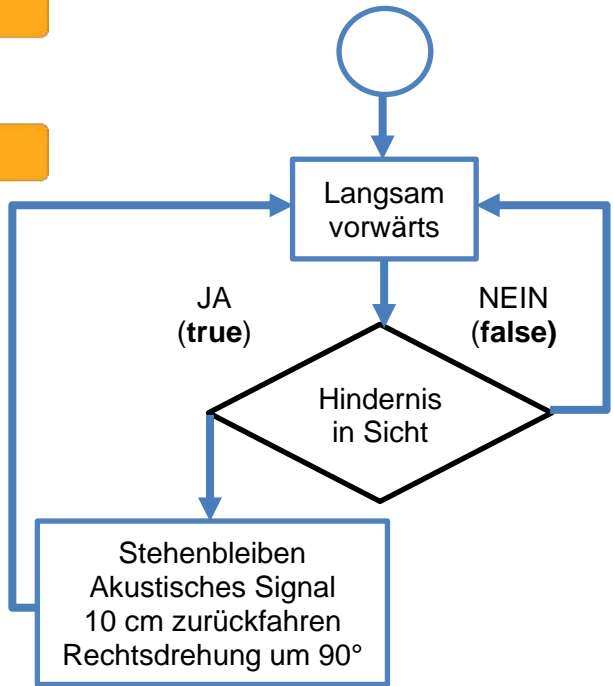 Langsam
vorwärts
JA
(true)
NEIN
(false)
Hindernis
in Sicht
Stehenbleiben
Akustisches Signal
10 cm zurückfahren
Rechtsdrehung um 90°